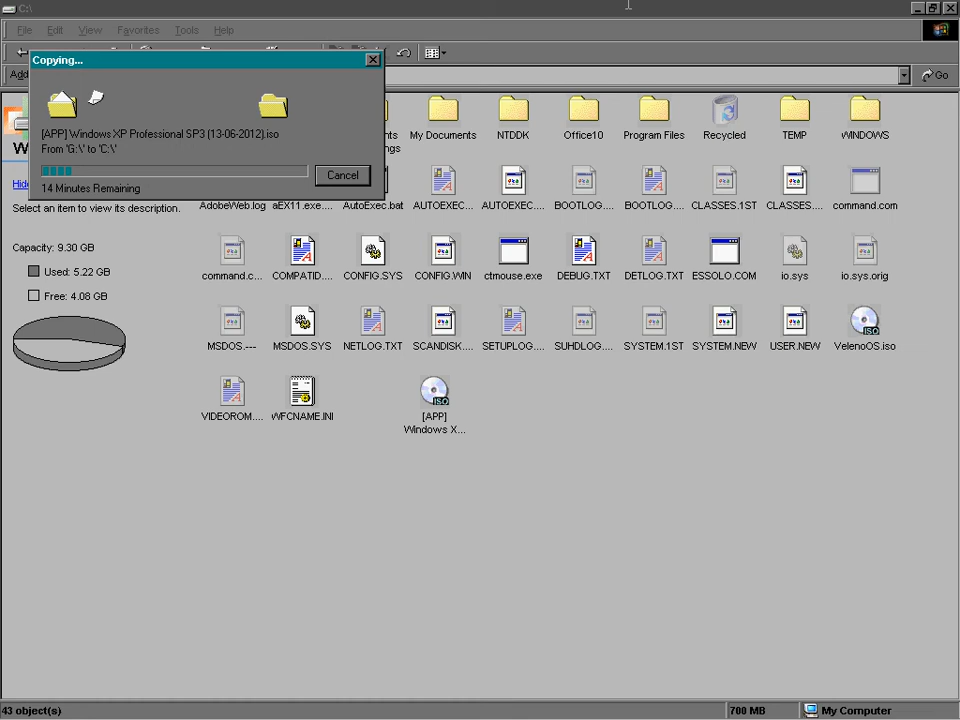 C:\
File Edit View Favorites Tools Help
Copying...
Go
[APP] Windows XP Professional SP3 (13-06-2012).iso
From 'G:\' to 'C:\'
Cancel
14 Minutes Remaining
Select an item to view its description.
Capacity: 9.30 GB
Used: 5.22 GB
Free: 4.08 GB
My Documents NTDDK Office10 Program Files Recycled TEMP WINDOWS
AdobeWeb.log aEX11.exe... AutoExec.bat AUTOEXEC.... AUTOEXEC.... BOOTLOG.... BOOTLOG.... CLASSES.1ST CLASSES.... command.com
command.c... COMPATID.... CONFIG.SYS CONFIG.WIN ctmouse.exe DEBUG.TXT DETLOG.TXT ESSOLO.COM io.sys io.sys.orig
MSDOS.--- MSDOS.SYS NETLOG.TXT SCANDISK.... SETUPLOG.... SUHDLOG.... SYSTEM.1ST SYSTEM.NEW USER.NEW VelenoOS.iso
VIDEOROM.... WFCNAME.INI [APP]
Windows X...
43 object(s) 700 MB My Computer